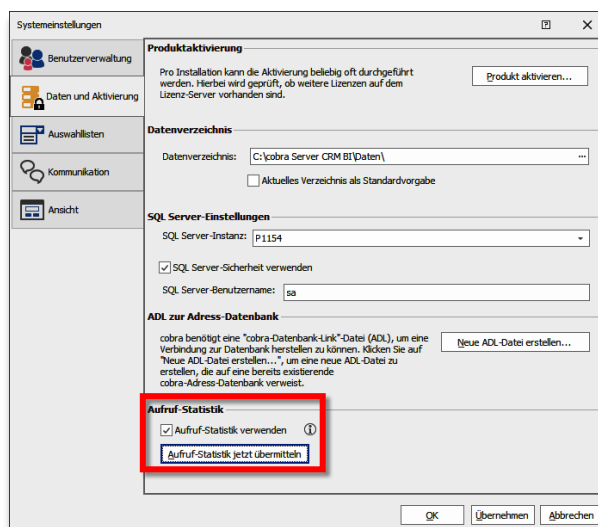 Systemeinstellungen
Benutzerverwaltung
Daten und Aktivierung
Auswahllisten
Kommunikation
Ansicht
Produktaktivierung
Pro Installation kann die Aktivierung beliebig oft durchgeführt
werden. Hierbei wird geprüft, ob weitere Lizenzen auf dem
Lizenz-Server vorhanden sind.
Produkt aktivieren...
Datenverzeichnis
Datenverzeichnis: C:\cobra Server CRM BI\Daten\ ...
Aktuelles Verzeichnis als Standardvorgabe
SQL Server-Einstellungen
SQL Server-Instanz: P1154
SQL Server-Sicherheit verwenden
SQL Server-Benutzername: sa
ADL zur Adress-Datenbank
cobra benötigt eine "cobra-Datenbank-Link"-Datei (ADL), um eine
Verbindung zur Datenbank herstellen zu können. Klicken Sie auf
"Neue ADL-Datei erstellen...", um eine neue ADL-Datei zu
erstellen, die auf eine bereits existierende
cobra-Adress-Datenbank verweist.
Neue ADL-Datei erstellen...
Aufruf-Statistik
Aufruf-Statistik verwenden
Aufruf-Statistik jetzt übermitteln
OK Übernehmen Abbrechen